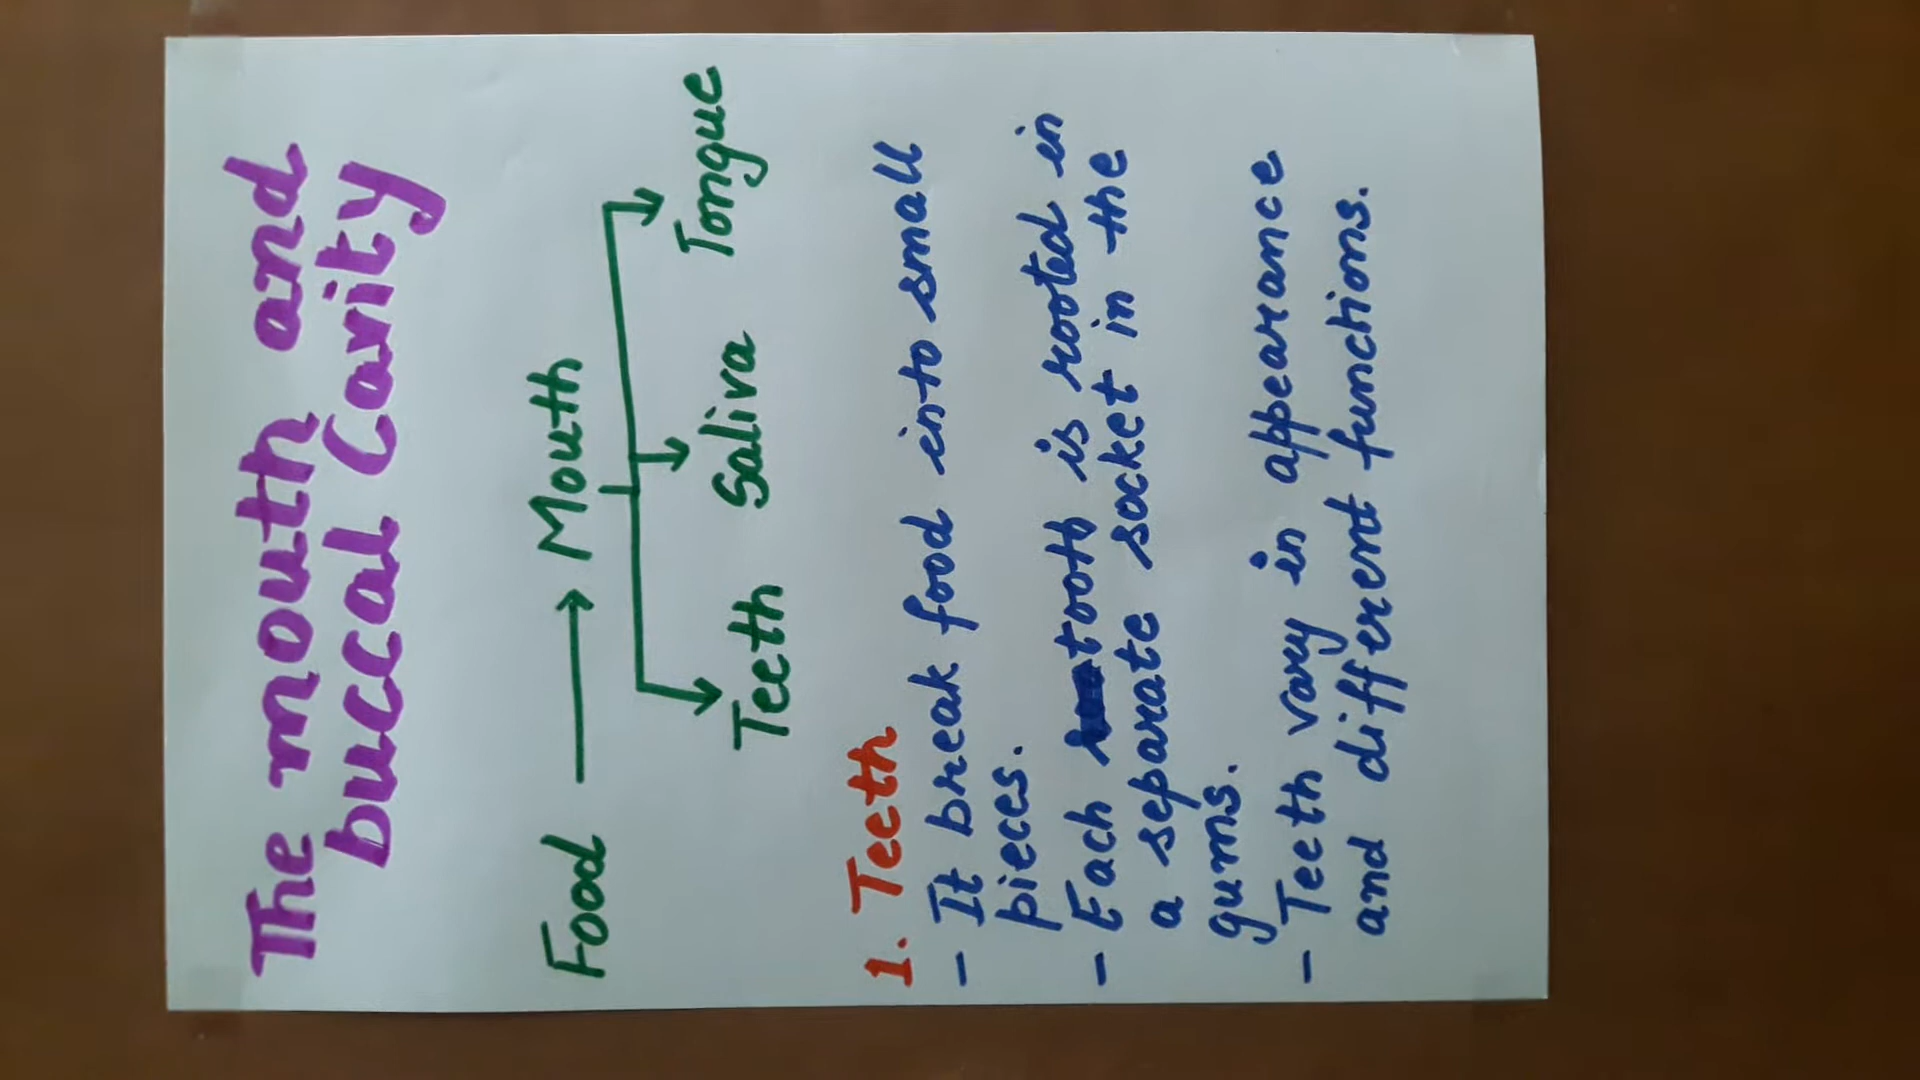 The mouth and
buccal Cavity
Food → Mouth
Teeth Saliva Tongue
1. Teeth
- It break food into small
pieces.
- Each tooth is rooted in
a separate socket in the
gums.
- Teeth vary in appearance
and different functions.